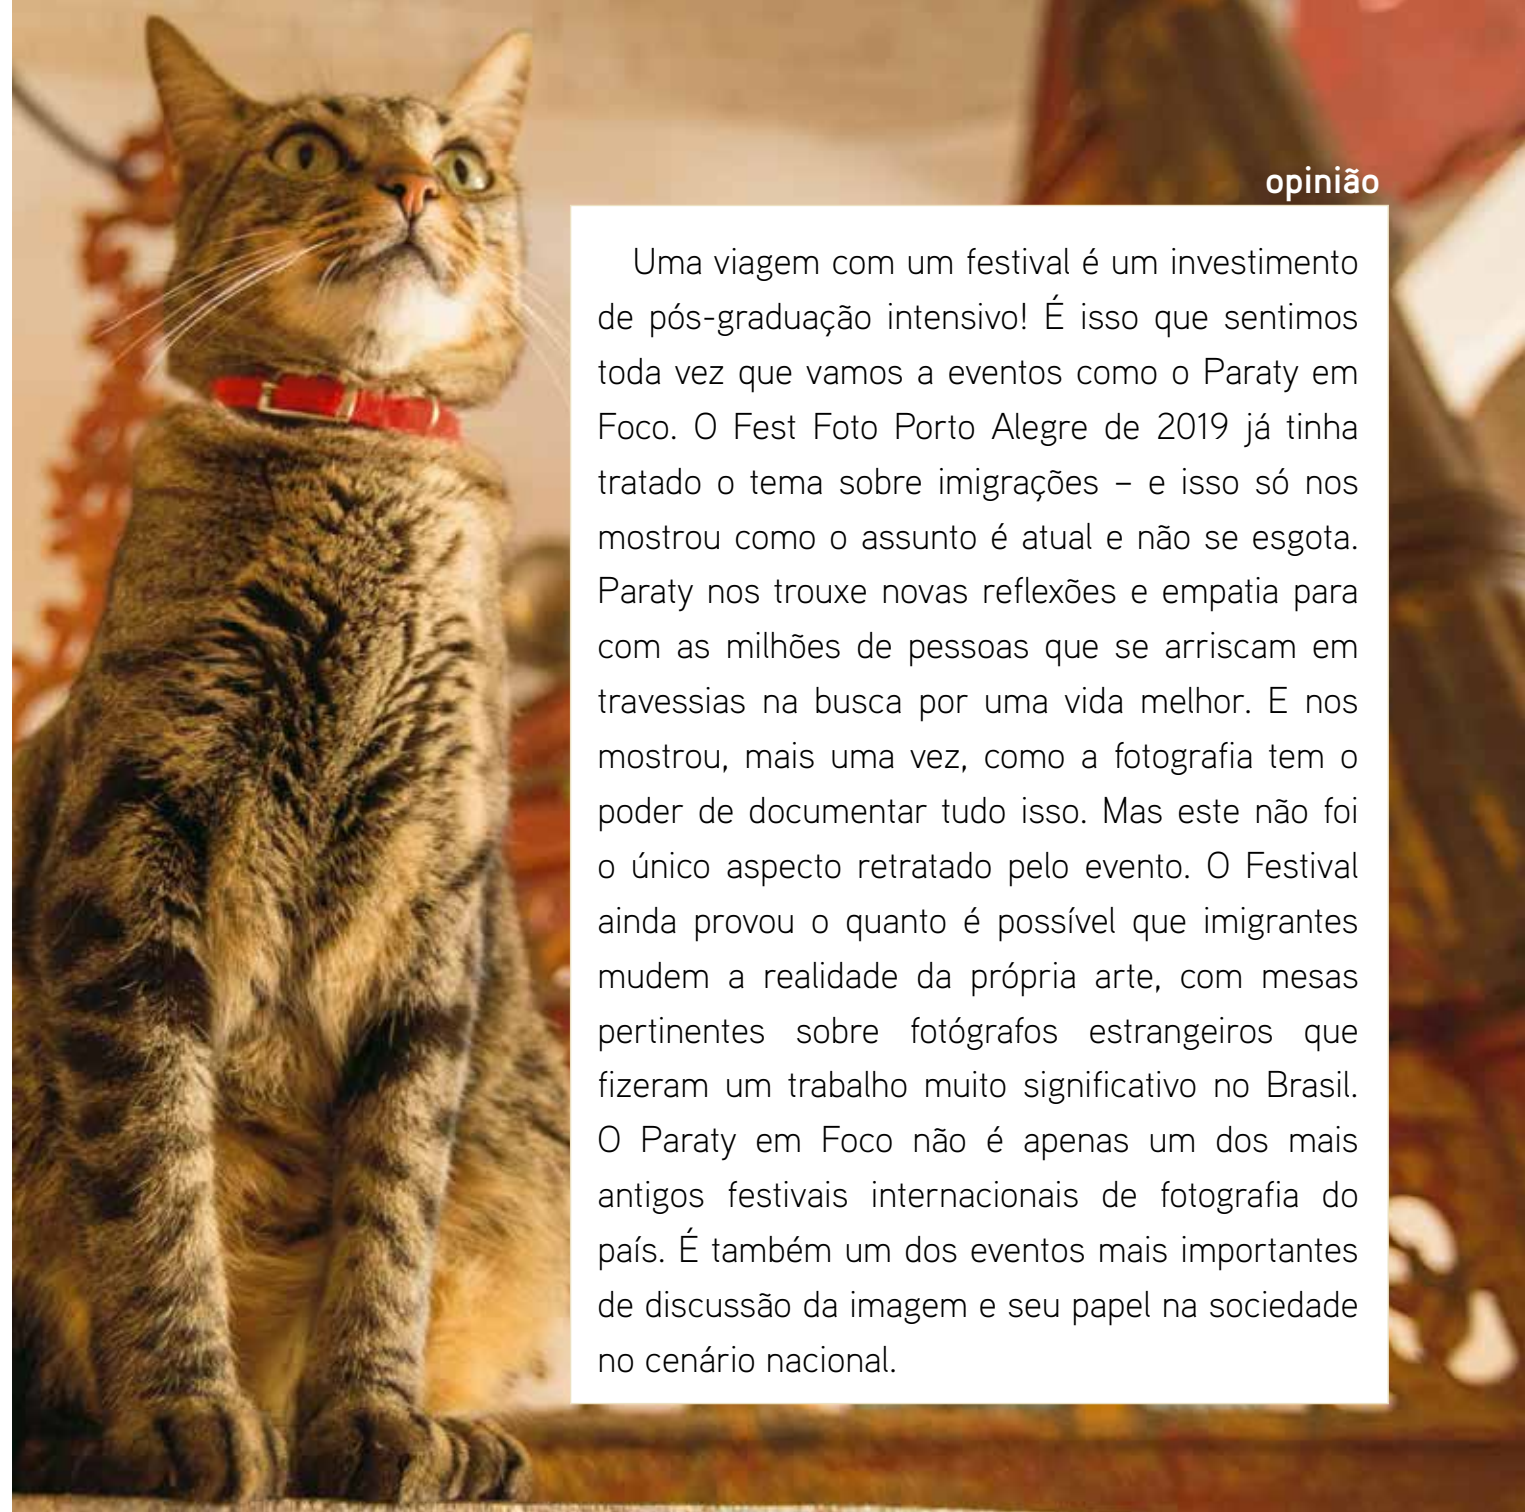 opinião
Uma viagem com um festival é um investimento
de pós-graduação intensivo! É isso que sentimos
toda vez que vamos a eventos como o Paraty em
Foco. O Fest Foto Porto Alegre de 2019 já tinha
tratado o tema sobre imigrações – e isso só nos
mostrou como o assunto é atual e não se esgota.
Paraty nos trouxe novas reflexões e empatia para
com as milhões de pessoas que se arriscam em
travessias na busca por uma vida melhor. E nos
mostrou, mais uma vez, como a fotografia tem o
poder de documentar tudo isso. Mas este não foi
o único aspecto retratado pelo evento. O Festival
ainda provou o quanto é possível que imigrantes
mudem a realidade da própria arte, com mesas
pertinentes sobre fotógrafos estrangeiros que
fizeram um trabalho muito significativo no Brasil.
O Paraty em Foco não é apenas um dos mais
antigos festivais internacionais de fotografia do
país. É também um dos eventos mais importantes
de discussão da imagem e seu papel na sociedade
no cenário nacional.